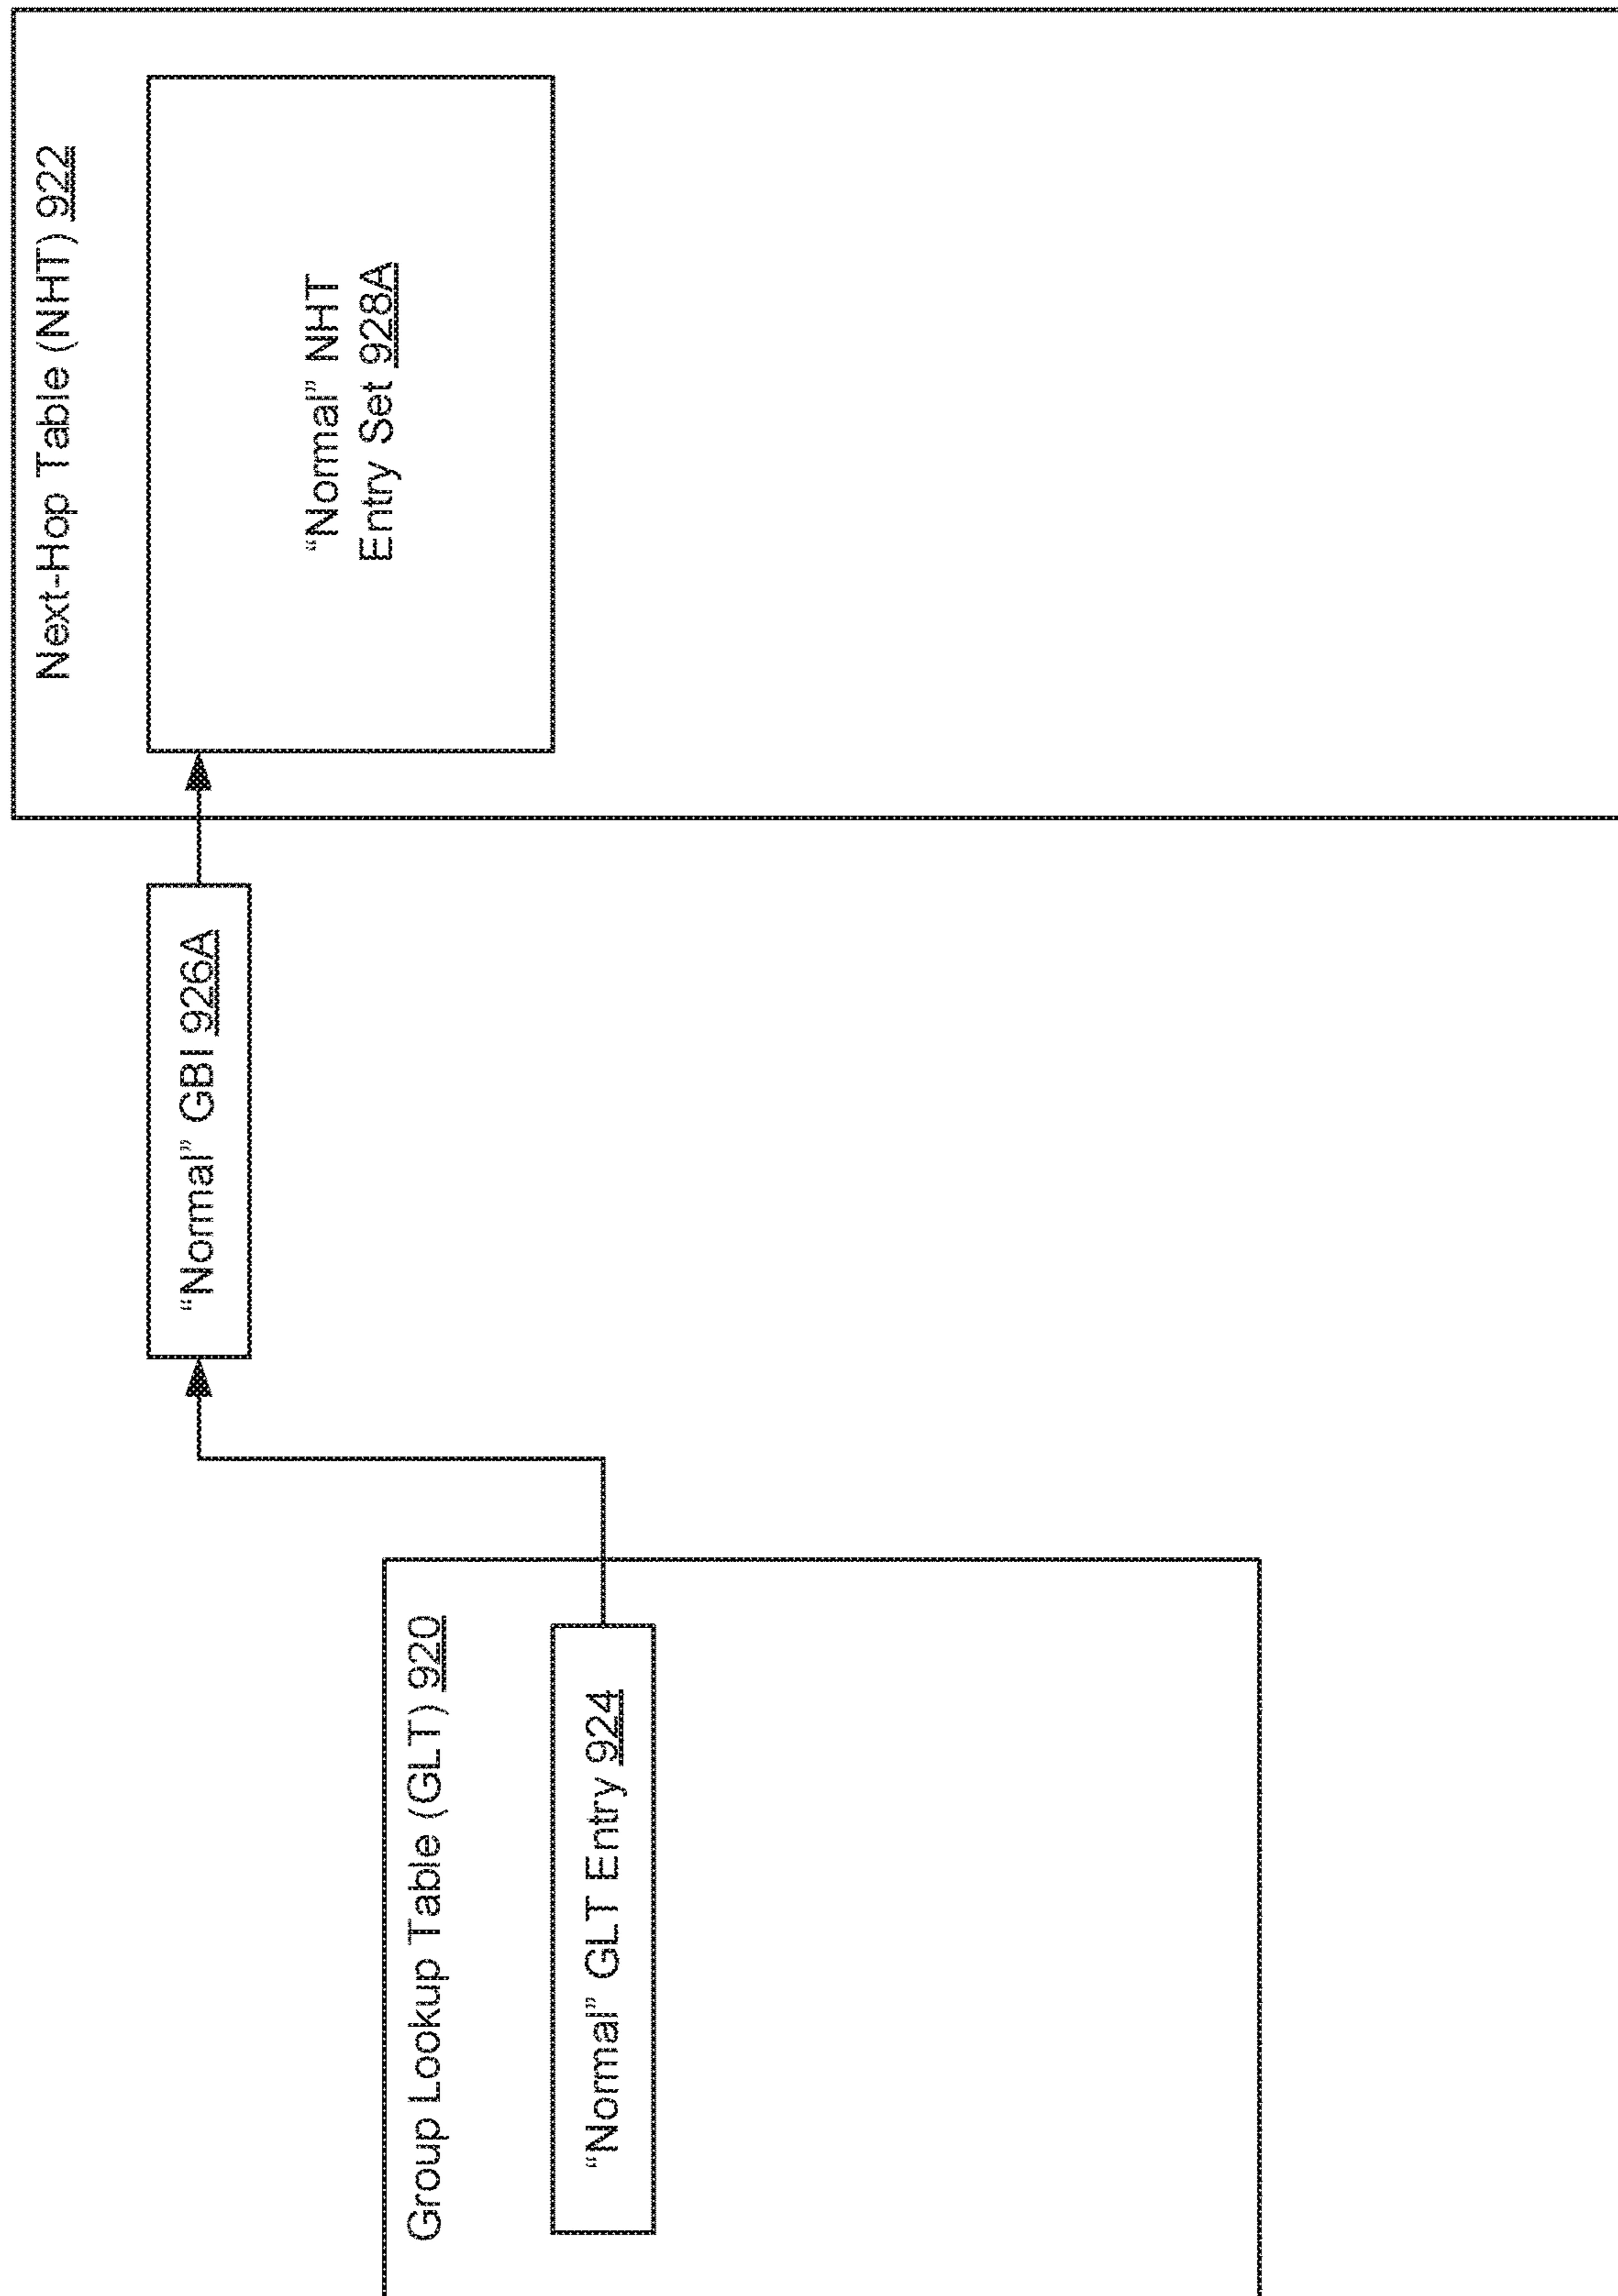 Group Lookup Table (GLT) 920
“Normal” GLT Entry 924
“Normal” GBI 926A
Next-Hop Table (NHT) 922
“Normal” NHT
Entry Set 928A